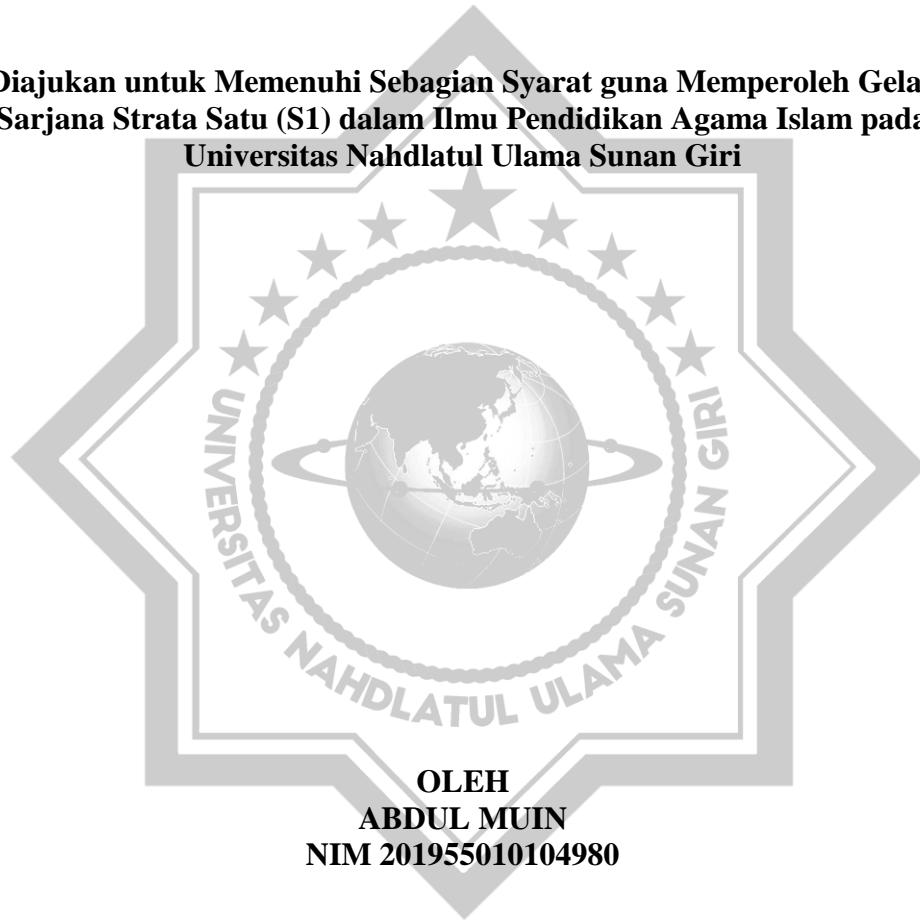 Diajukan untuk Memenuhi Sebagian Syarat guna Memperoleh Gela
Sarjana Strata Satu (S1) dalam Ilmu Pendidikan Agama Islam pada
Universitas Nahdlatul Ulama Sunan Giri
UNIVERSITAS NAHDLATUL ULAMA SUNAN GIRI
OLEH
ABDUL MUIN
NIM 201955010104980